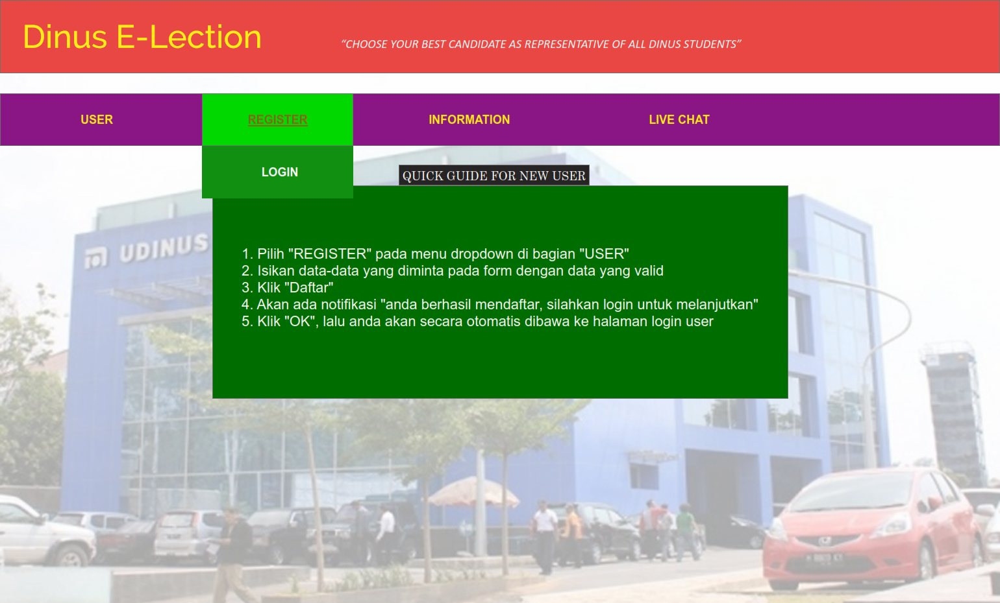 Dinus E-Lection
“CHOOSE YOUR BEST CANDIDATE AS REPRESENTATIVE OF ALL DINUS STUDENTS”
USER
REGISTER
INFORMATION
LIVE CHAT
LOGIN
QUICK GUIDE FOR NEW USER
UDINUS
1. Pilih "REGISTER" pada menu dropdown di bagian "USER"
2. Isikan data-data yang diminta pada form dengan data yang valid
3. Klik "Daftar"
4. Akan ada notifikasi "anda berhasil mendaftar, silahkan login untuk melanjutkan"
5. Klik "OK", lalu anda akan secara otomatis dibawa ke halaman login user